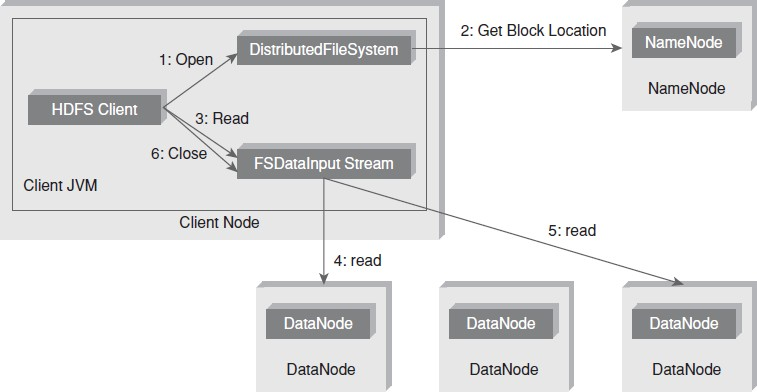 1: Open
DistributedFileSystem
2: Get Block Location
NameNode
NameNode
HDFS Client
3: Read
6: Close
FSDataInput Stream
Client JVM
Client Node
4: read
5: read
DataNode
DataNode
DataNode
DataNode
DataNode
DataNode